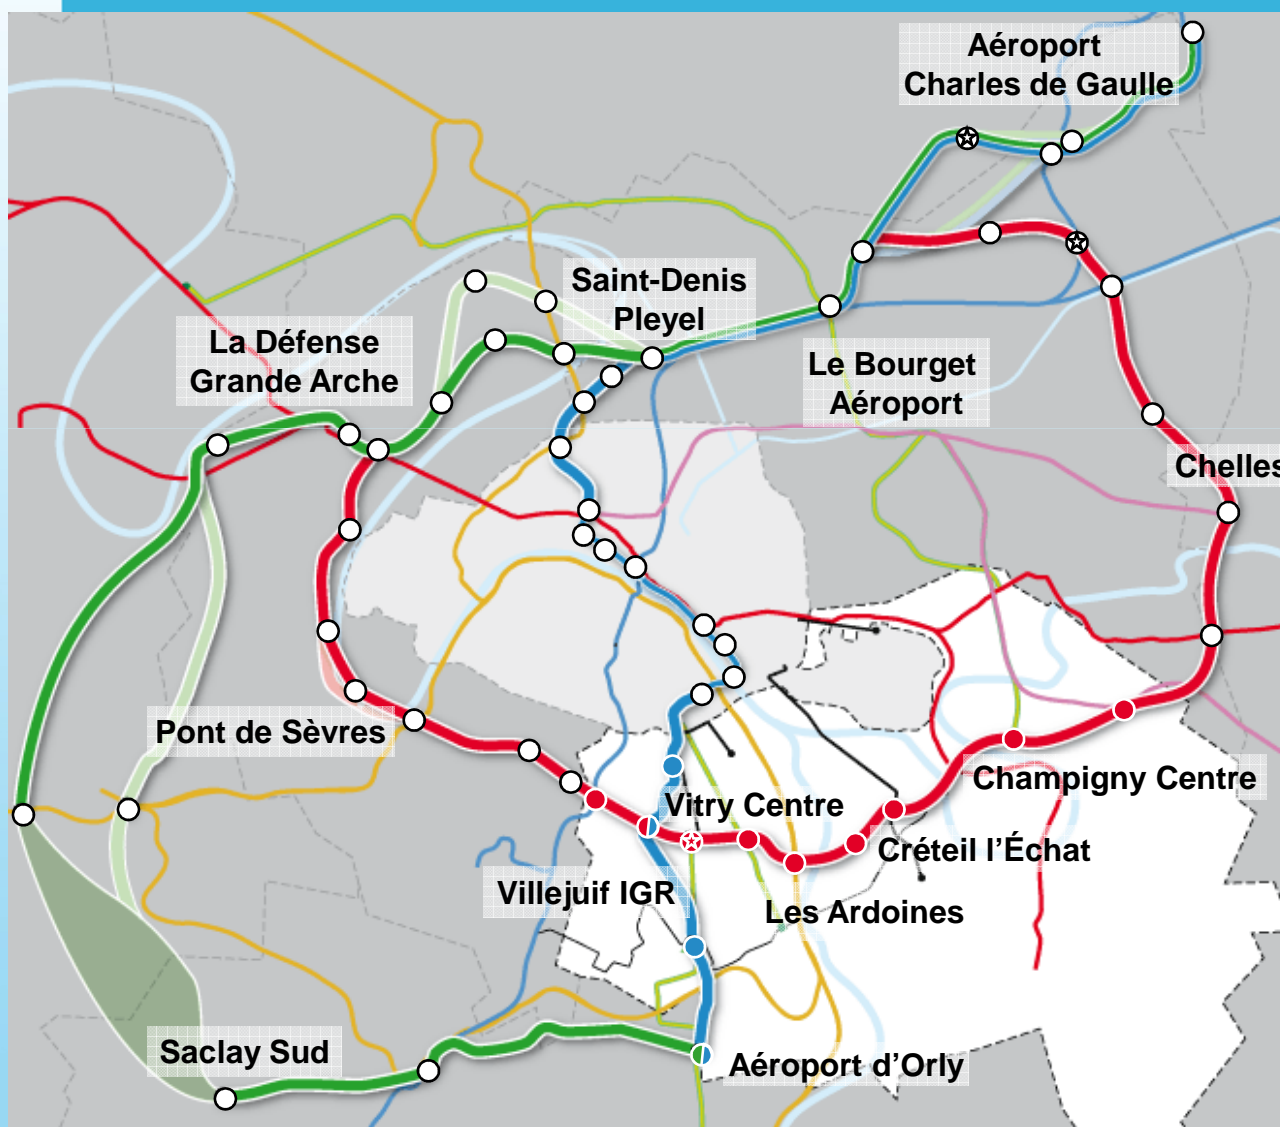 Aéroport
Charles de Gaulle
Saint-Denis
Pleyel
La Défense
Grande Arche
Le Bourget
Aéroport
Chelles
Pont de Sèvres
Champigny Centre
Vitry Centre
Créteil l’Échat
Villejuif IGR
Les Ardoines
Saclay Sud
Aéroport d’Orly